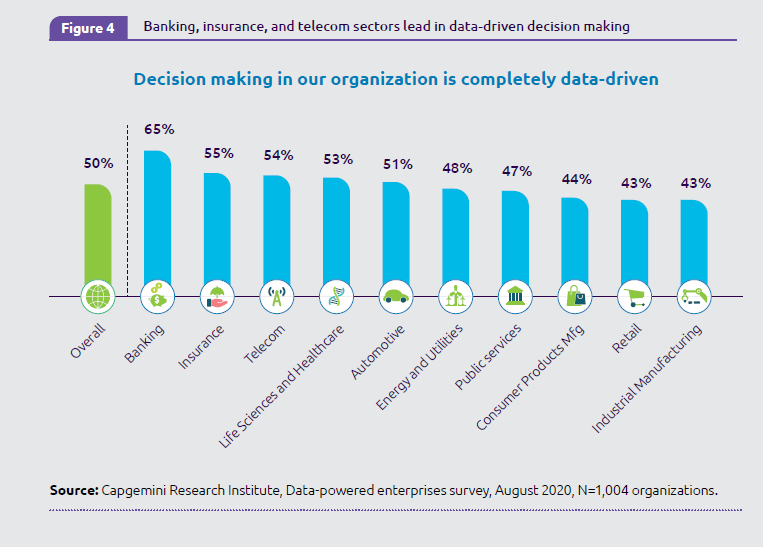 Figure 4
Banking, insurance, and telecom sectors lead in data-driven decision making
Decision making in our organization is completely data-driven
50%
65%
55%
54%
53%
51%
48%
47%
44%
43%
43%
Overall
Banking
Insurance
Telecom
Life Sciences and Healthcare
Automotive
Energy and Utilities
Public services
Consumer Products Mfg
Retail
Industrial Manufacturing
Source: Capgemini Research Institute, Data-powered enterprises survey, August 2020, N=1,004 organizations.